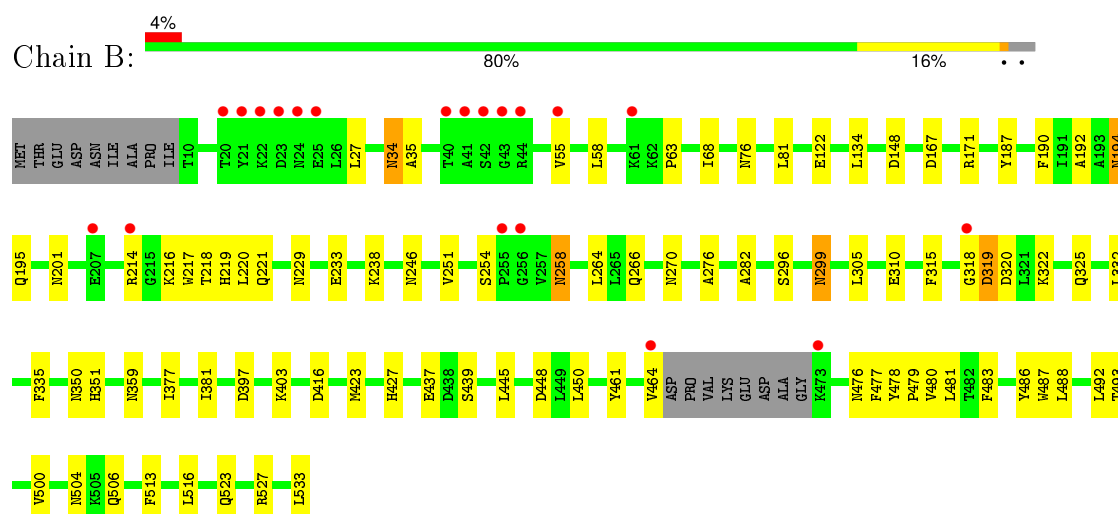 4%
Chain B:
80% 16% • •
MET THR GLU ASP ASN ILE ALA PRO ILE T10 T20 Y21 K22 D23 N24 E25 L26 L27 N34 A35 T40 A41 S42 G43 R44 V55 L58 K61 K62 P63 I68 N76 L81 E122 L134 D148 D167 R171 Y187 F190 I191 A192 A193 N194
Q195 N201 E207 R214 G215 K216 W217 T218 H219 L220 Q221 N229 E233 K238 N246 V251 S254 P255 G256 V257 N258 L264 L265 Q266 N270 A276 A282 S296 N299 L305 E310 F315 G318 D319 D320 L321 K322 Q325 L332
F335 N350 H351 N359 I377 I381 D397 K403 D416 M423 H427 E437 D438 S439 L445 D448 L449 L450 Y461 V464 ASP PRO VAL LYS GLU ASP ALA GLY K473 N476 F477 Y478 P479 V480 L481 T482 F483 Y486 W487 L488 L492 T493
V500 N504 K505 Q506 F513 L516 Q523 R527 L533